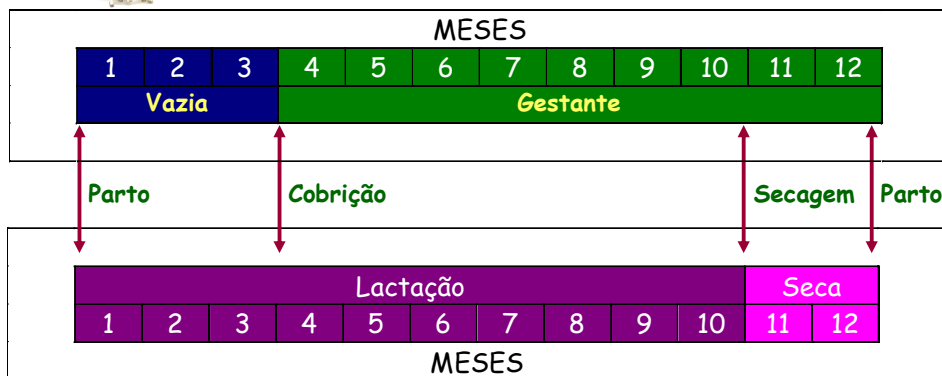 MESES
1 2 3 4 5 6 7 8 9 10 11 12
Vazia Gestante
Parto Cobrição Secagem Parto
Lactação Seca
1 2 3 4 5 6 7 8 9 10 11 12
MESES